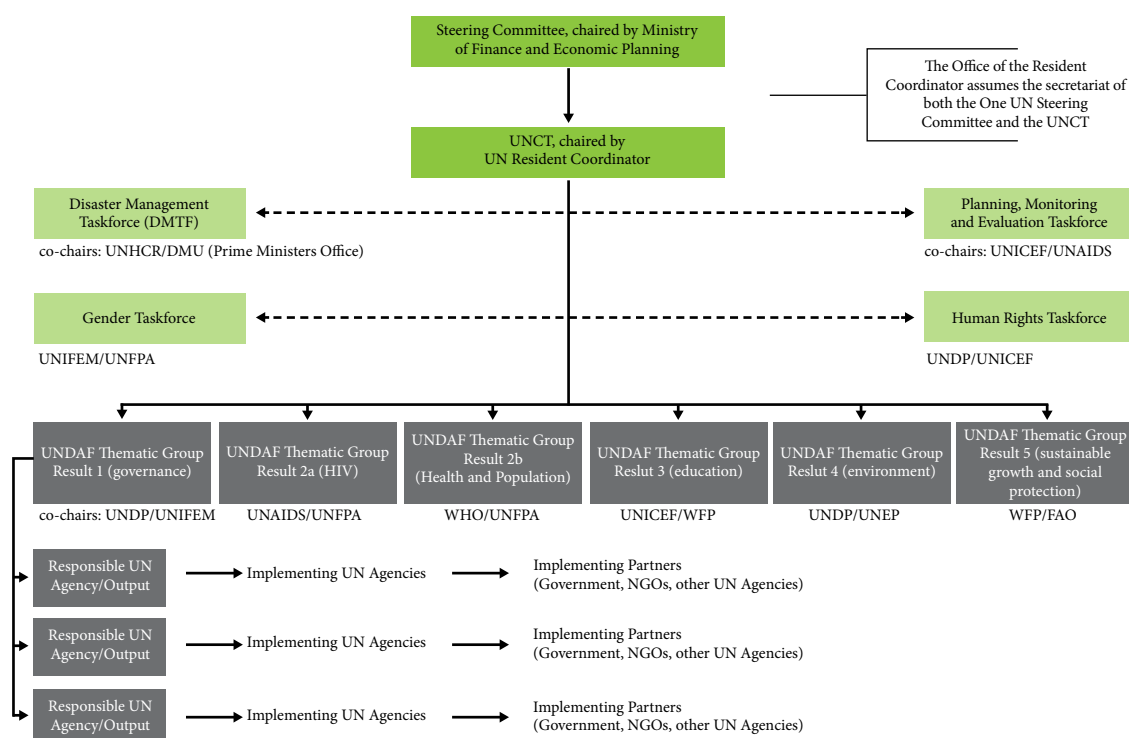 Steering Committee, chaired by Ministry
of Finance and Economic Planning
The Office of the Resident
Coordinator assumes the secretariat of
both the One UN Steering
Committee and the UNCT
UNCT, chaired by
UN Resident Coordinator
Disaster Management
Taskforce (DMTF)
co-chairs: UNHCR/DMU (Prime Ministers Office)
Planning, Monitoring
and Evaluation Taskforce
co-chairs: UNICEF/UNAIDS
Gender Taskforce
UNIFEM/UNFPA
Human Rights Taskforce
UNDP/UNICEF
UNDAF Thematic Group
Result 1 (governance)
co-chairs: UNDP/UNIFEM
UNDAF Thematic Group
Result 2a (HIV)
UNAIDS/UNFPA
UNDAF Thematic Group
Result 2b
(Health and Population)
WHO/UNFPA
UNDAF Thematic Group
Reslut 3 (education)
UNICEF/WFP
UNDAF Thematic Group
Reslut 4 (environment)
UNDP/UNEP
UNDAF Thematic Group
Result 5 (sustainable
growth and social
protection)
WFP/FAO
Responsible UN
Agency/Output
Implementing UN Agencies
Implementing Partners
(Government, NGOs, other UN Agencies)
Responsible UN
Agency/Output
Implementing UN Agencies
Implementing Partners
(Government, NGOs, other UN Agencies)
Responsible UN
Agency/Output
Implementing UN Agencies
Implementing Partners
(Government, NGOs, other UN Agencies)